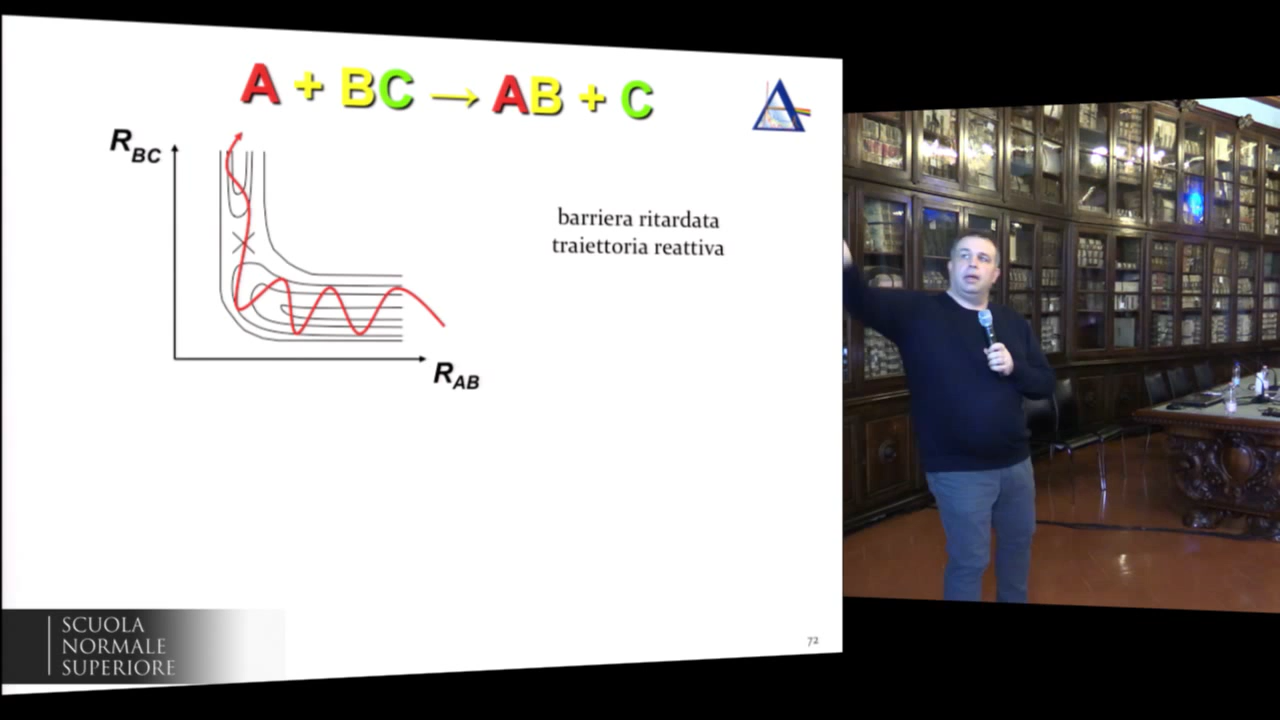 A + BC → AB + C
R_BC
barriera ritardata
traiettoria reattiva
R_AB
SCUOLA
NORMALE
SUPERIORE
72